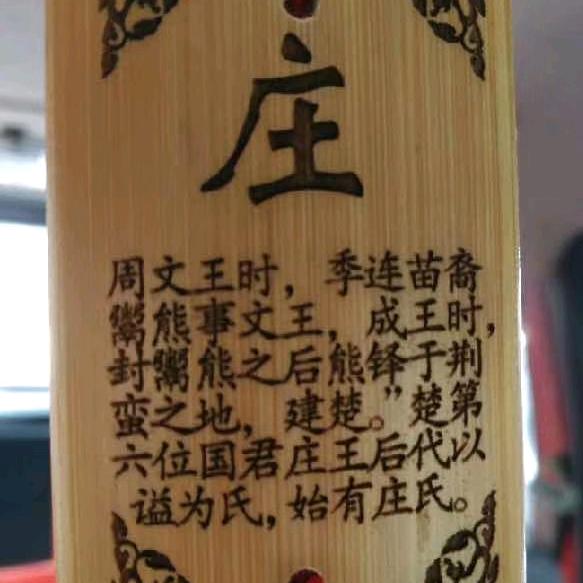 庄
周文王时，季连苗裔
鬻熊事文王，成王时，
封鬻熊之后熊铎于荆
蛮之地，建楚。”楚第
六位国君庄王后代以
谥为氏，始有庄氏。